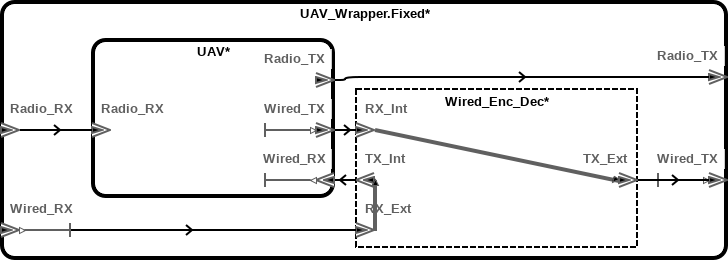 UAV_Wrapper.Fixed*
UAV*
Radio_TX
Radio_TX
Radio_RX
Radio_RX
Wired_TX
RX_Int
Wired_Enc_Dec*
Wired_RX
TX_Int
TX_Ext
Wired_TX
Wired_RX
RX_Ext